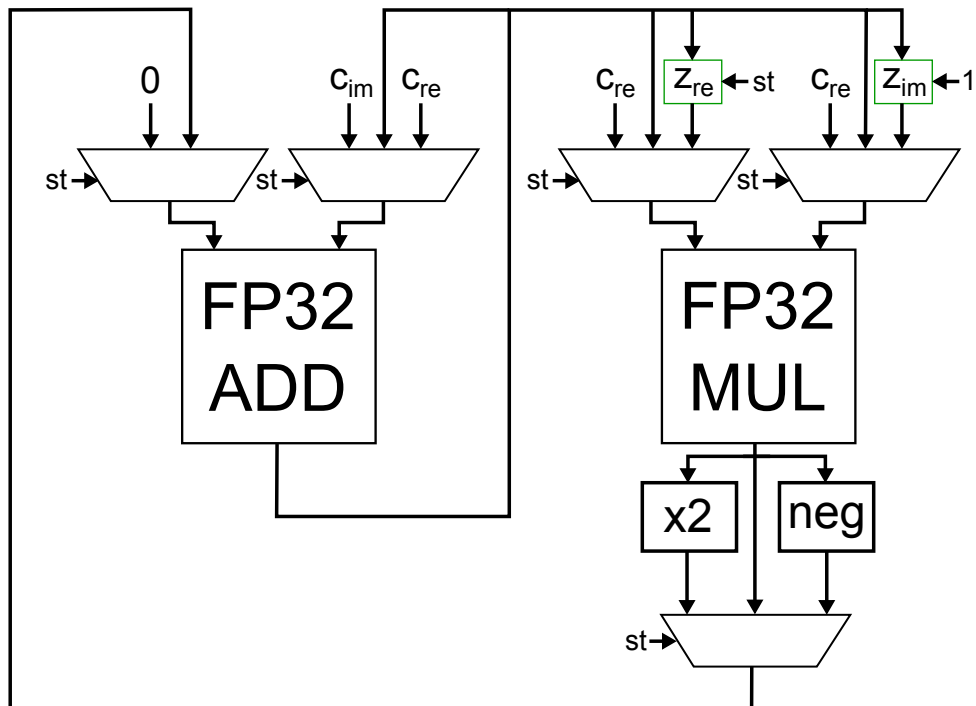 0
c_im
c_re
c_re
z_re
st
c_re
z_im
1
st
st
st
st
FP32
ADD
FP32
MUL
x2
neg
st